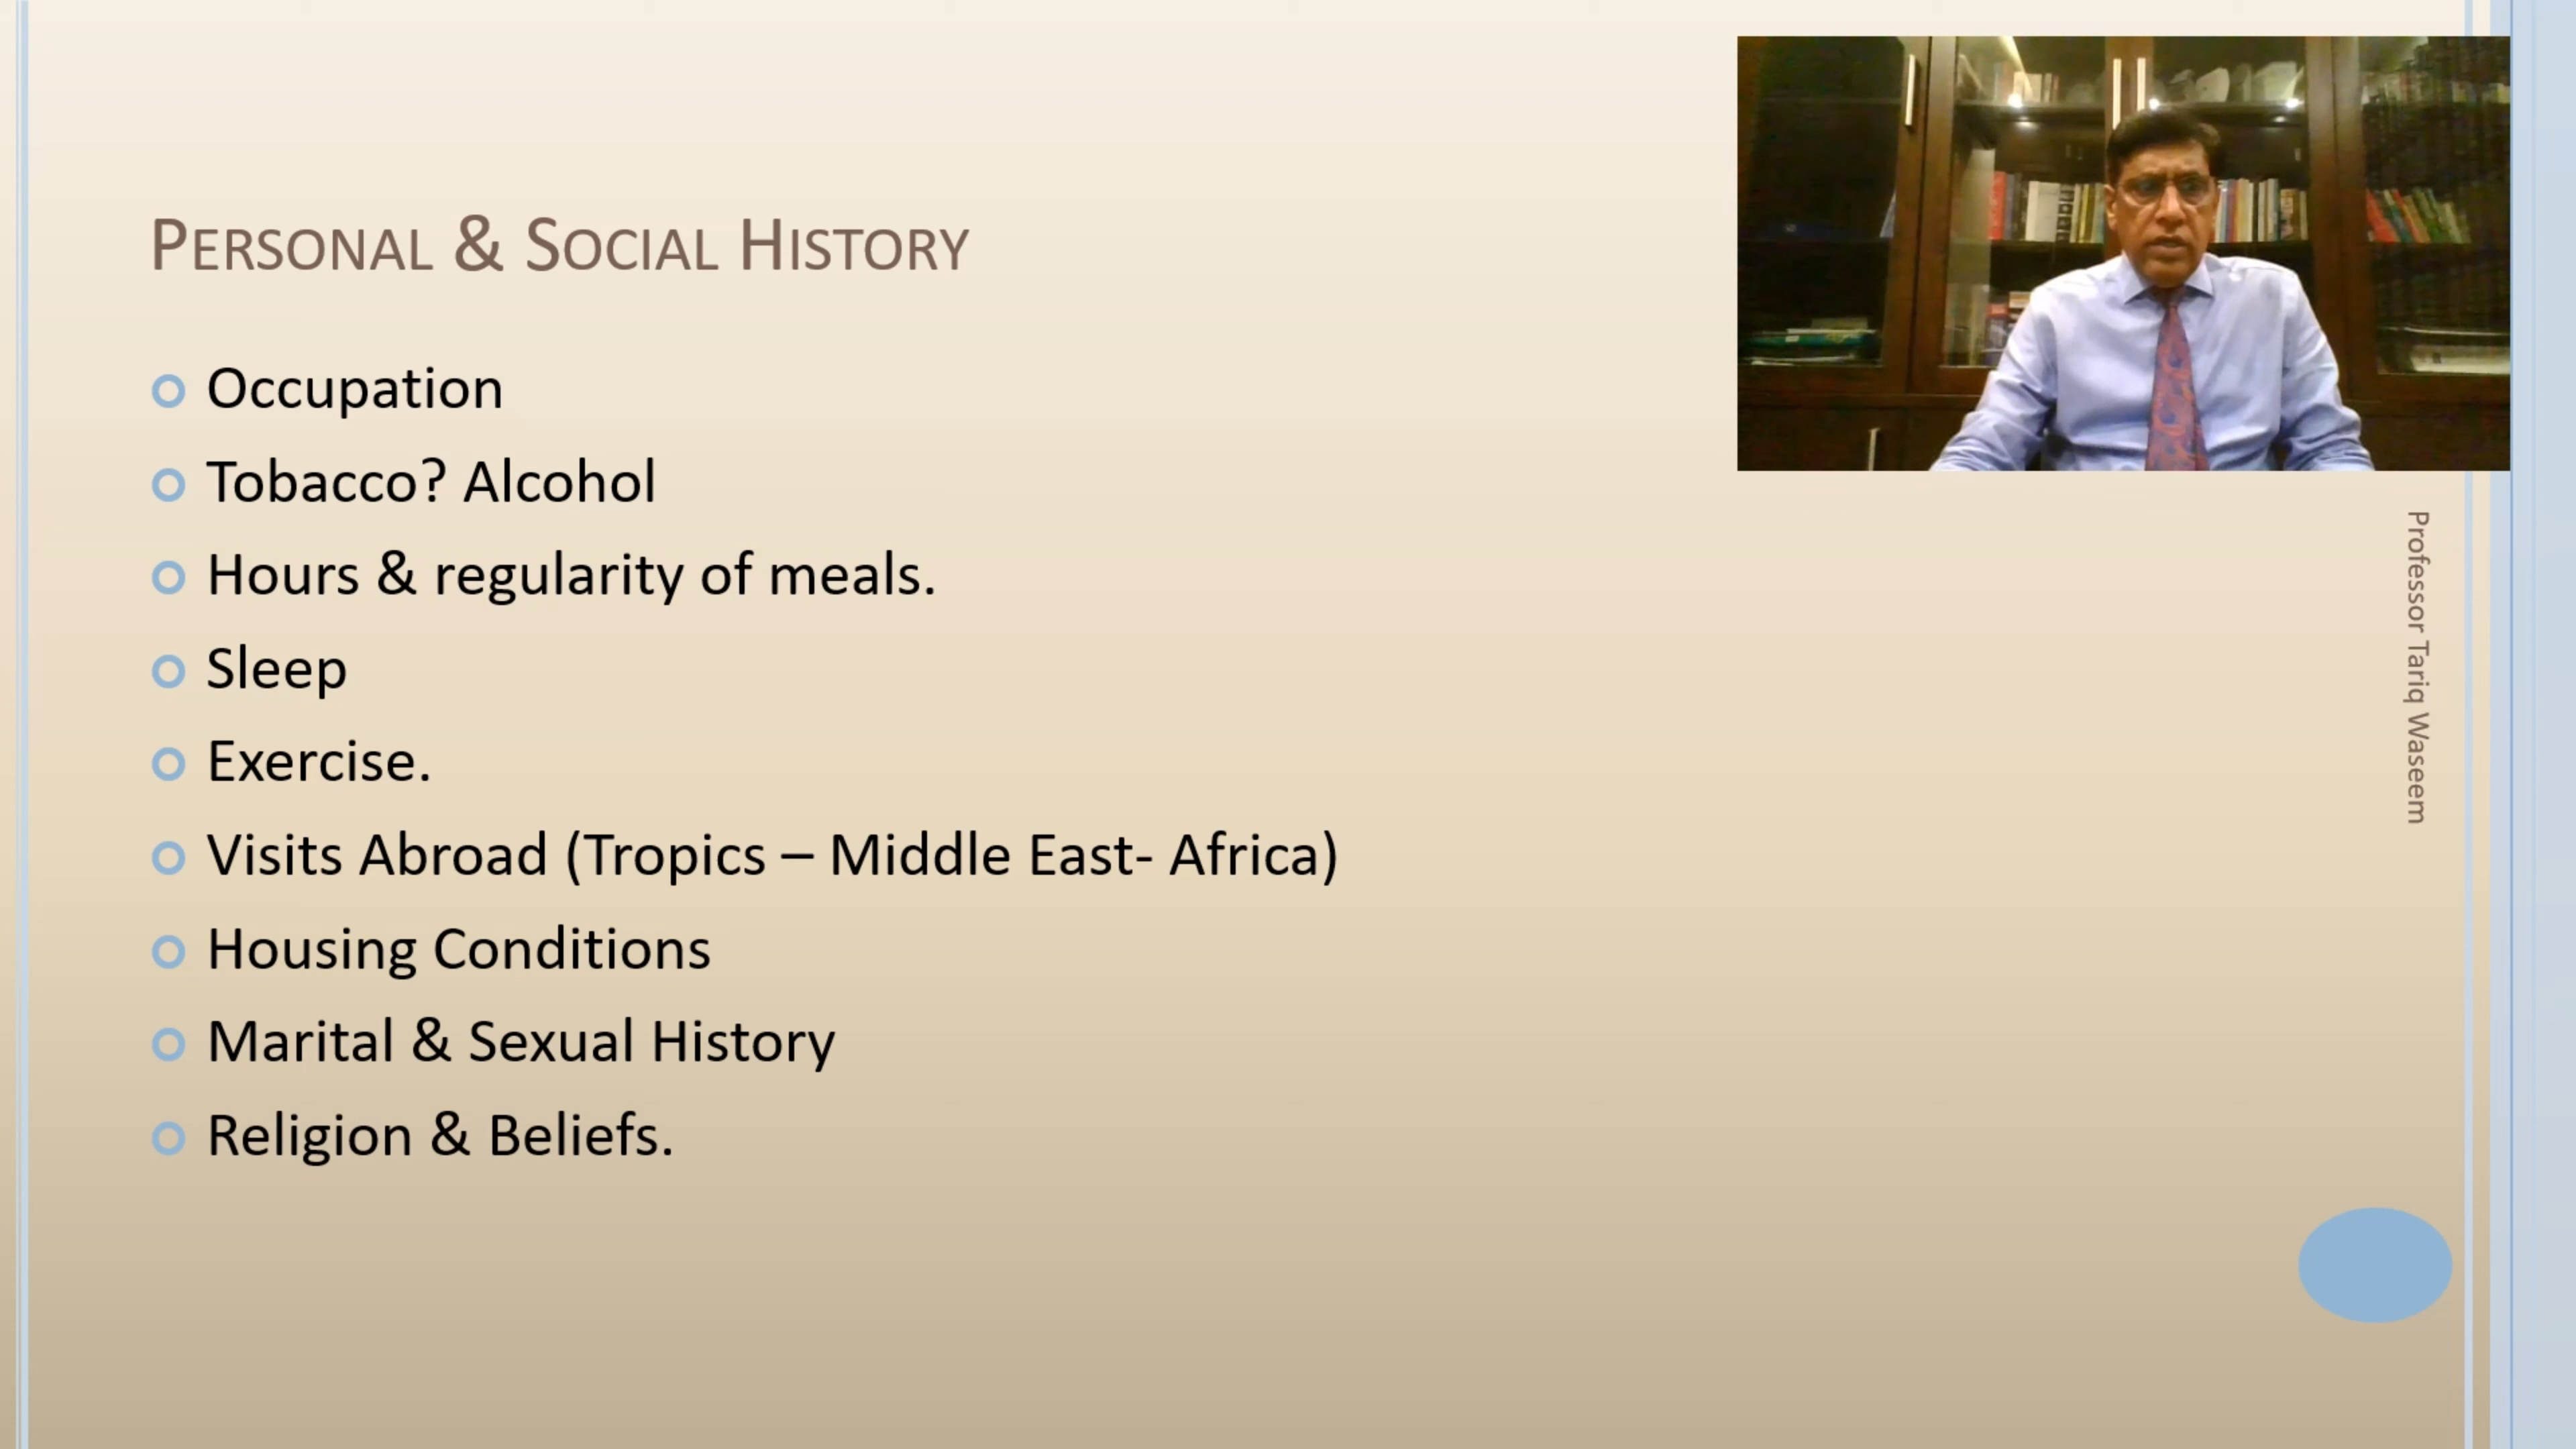 Personal & Social History
Occupation
Tobacco? Alcohol
Hours & regularity of meals.
Sleep
Exercise.
Visits Abroad (Tropics – Middle East- Africa)
Housing Conditions
Marital & Sexual History
Religion & Beliefs.
Professor Tariq Waseem